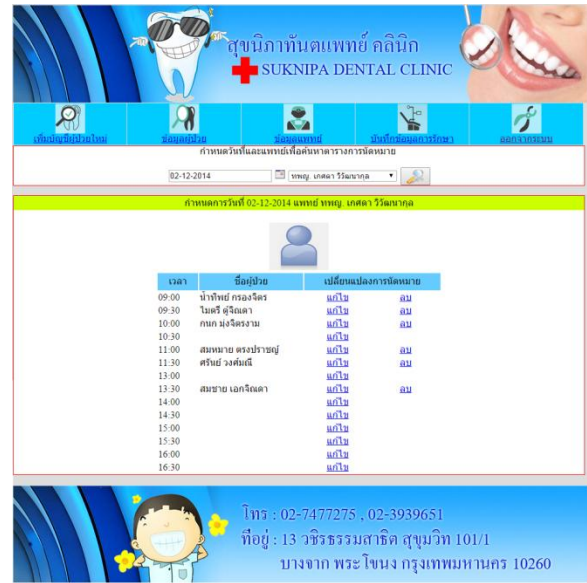 สุขนิภาทันตแพทย์ คลินิก
SUKNIPA DENTAL CLINIC
เพิ่มบัญชีผู้ป่วยใหม่ ข้อมูลผู้ป่วย ข้อมูลแพทย์ บันทึกข้อมูลการรักษา ออกจากระบบ
กำหนดวันที่และแพทย์เพื่อค้นหาตารางการนัดหมาย
02-12-2014 ทพญ. เกศดา วิวัฒนากุล
กำหนดการวันที่ 02-12-2014 แพทย์ ทพญ. เกศดา วิวัฒนากุล
เวลา ชื่อผู้ป่วย เปลี่ยนแปลงการนัดหมาย
09:00 น้ำทิพย์ กรองจิตร แก้ไข ลบ
09:30 ไมตรี ตู้จินดา แก้ไข ลบ
10:00 กนก มุ่งจิตรงาม แก้ไข ลบ
10:30 แก้ไข
11:00 สมหมาย ตรงปราชญ์ แก้ไข ลบ
11:30 ศรันย์ วงศ์มณี แก้ไข ลบ
13:00 แก้ไข
13:30 สมชาย เอกจินดา แก้ไข ลบ
14:00 แก้ไข
14:30 แก้ไข
15:00 แก้ไข
15:30 แก้ไข
16:00 แก้ไข
16:30 แก้ไข
โทร : 02-7477275 , 02-3939651
ที่อยู่ : 13 วชิรธรรมสาธิต สุขุมวิท 101/1
บางจาก พระโขนง กรุงเทพมหานคร 10260